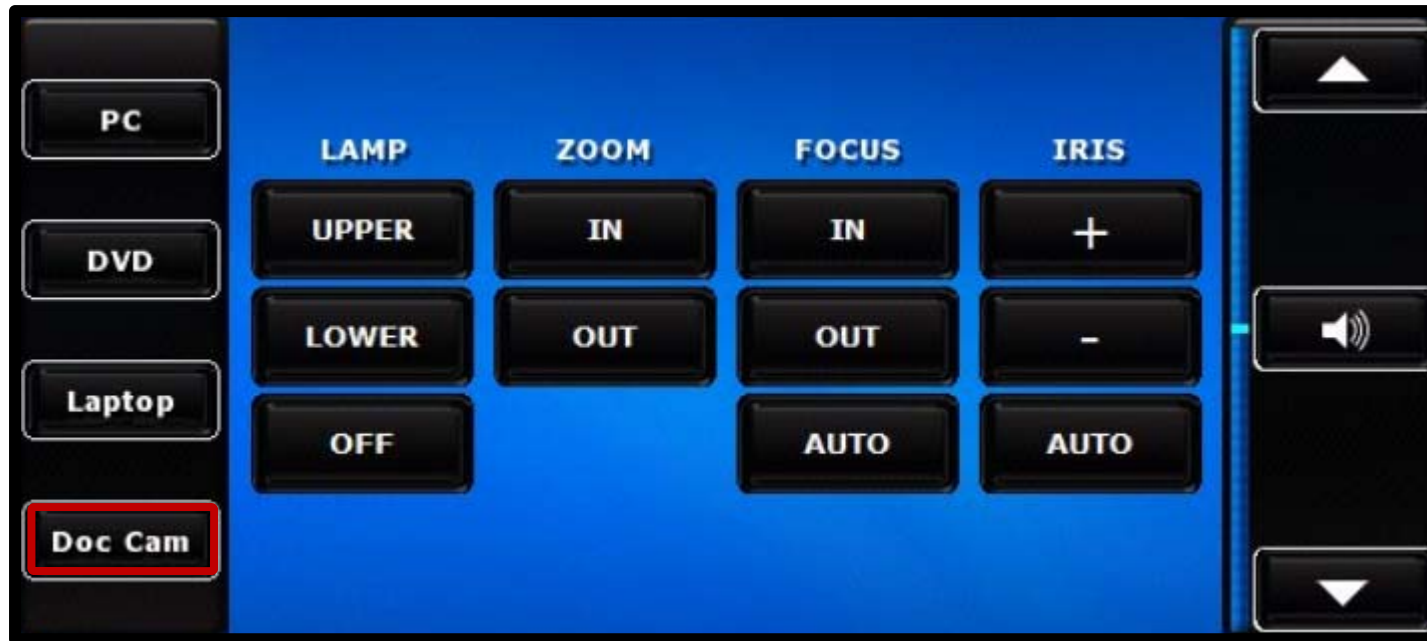 PC
DVD
Laptop
Doc Cam
LAMP ZOOM FOCUS IRIS
UPPER IN IN +
LOWER OUT OUT -
OFF AUTO AUTO